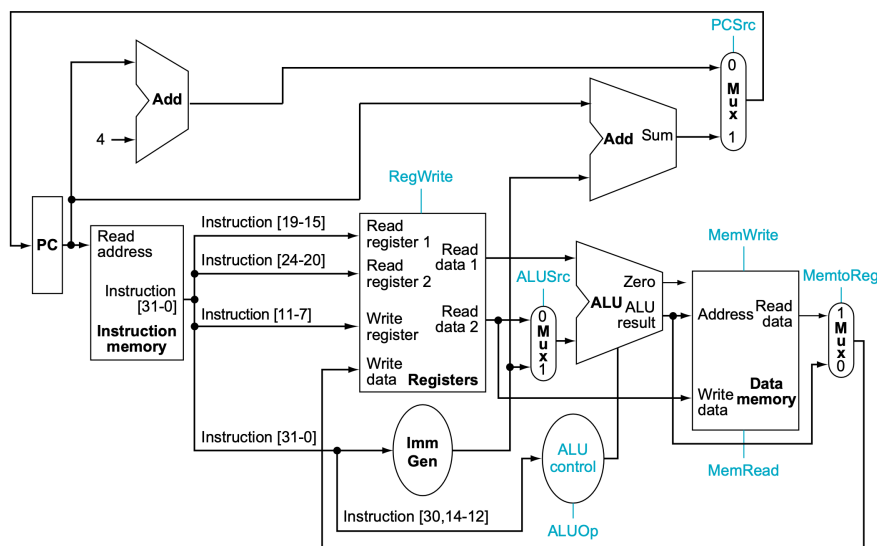 PCSrc
0
Mux
1
Add
4
Add Sum
RegWrite
PC
Read
address
Instruction
[31-0]
Instruction
memory
Instruction [19-15]
Instruction [24-20]
Instruction [11-7]
Instruction [31-0]
Instruction [30,14-12]
Read
register 1
Read
register 2
Write
register
Write
data
Read
data 1
Read
data 2
Registers
Imm
Gen
ALUSrc
0
Mux
1
Zero
ALU
ALU
result
ALU
control
ALUOp
MemWrite
Address
Read
data
Write
data
Data
memory
MemRead
MemtoReg
1
Mux
0